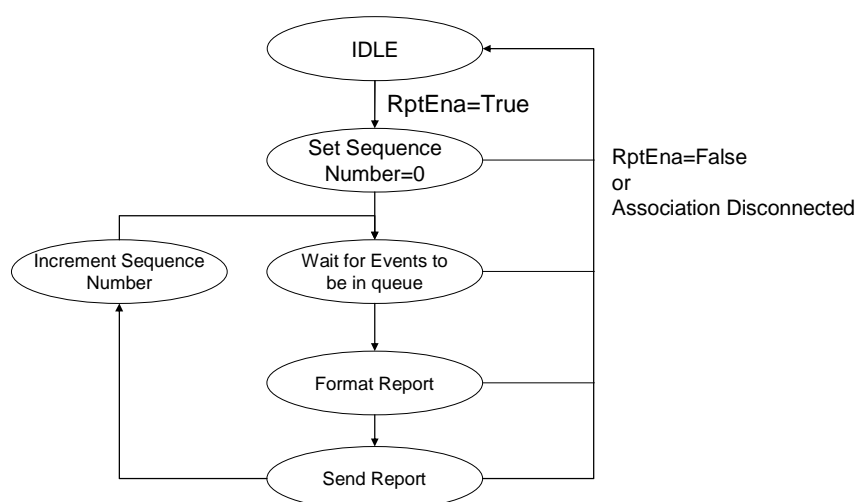 IDLE
RptEna=True
Set Sequence
Number=0
RptEna=False
or
Association Disconnected
Increment Sequence
Number
Wait for Events to
be in queue
Format Report
Send Report